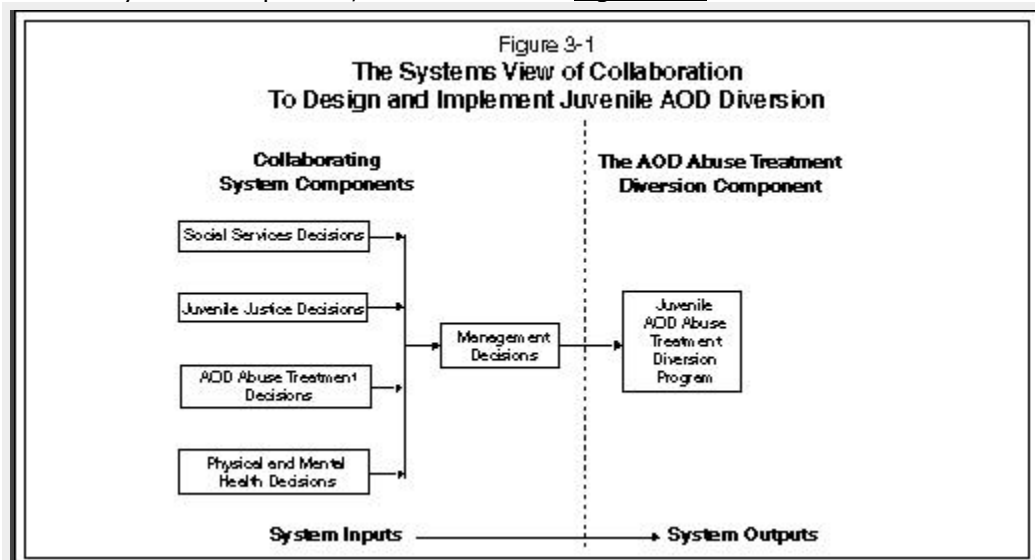 Figure 3-1
The Systems View of Collaboration
To Design and Implement Juvenile AOD Diversion
Collaborating
System Components
The AOD Abuse Treatment
Diversion Component
Social Services Decisions
Juvenile Justice Decisions
AOD Abuse Treatment
Decisions
Physical and Mental
Health Decisions
Management
Decisions
Juvenile
AOD Abuse
Treatment
Diversion
Program
System Inputs
System Outputs